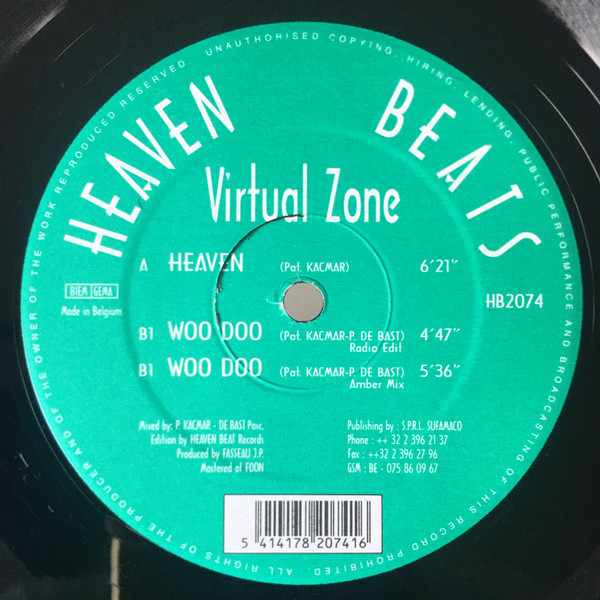 UNAUTHORISED COPYING, HIRING, LENDING, PUBLIC PERFORMANCE AND BROADCASTING OF THIS RECORD PROHIBITED. ALL RIGHTS OF THE PRODUCER AND OF THE OWNER OF THE WORK REPRODUCED RESERVED
HEAVEN BEATS
Virtual Zone
A HEAVEN (Pat. KACMAR) 6'21"
BIEM GEMA
Made in Belgium
HB2074
B1 WOO DOO (Pat. KACMAR-P. DE BAST) 4'47"
Radio Edit
B1 WOO DOO (Pat. KACMAR-P. DE BAST) 5'36"
Amber Mix
Mixed by: P. KACMAR - DE BAST Pasc.
Edition by HEAVEN BEAT Records
Produced by FASSEAU J.P.
Mastered at FOON
Publishing by : S.P.R.L. SUFAMACO
Phone : ++ 32 2 396 21 37
Fax : ++32 2 396 27 96
GSM : BE - 075 86 09 67
5 414178 207416